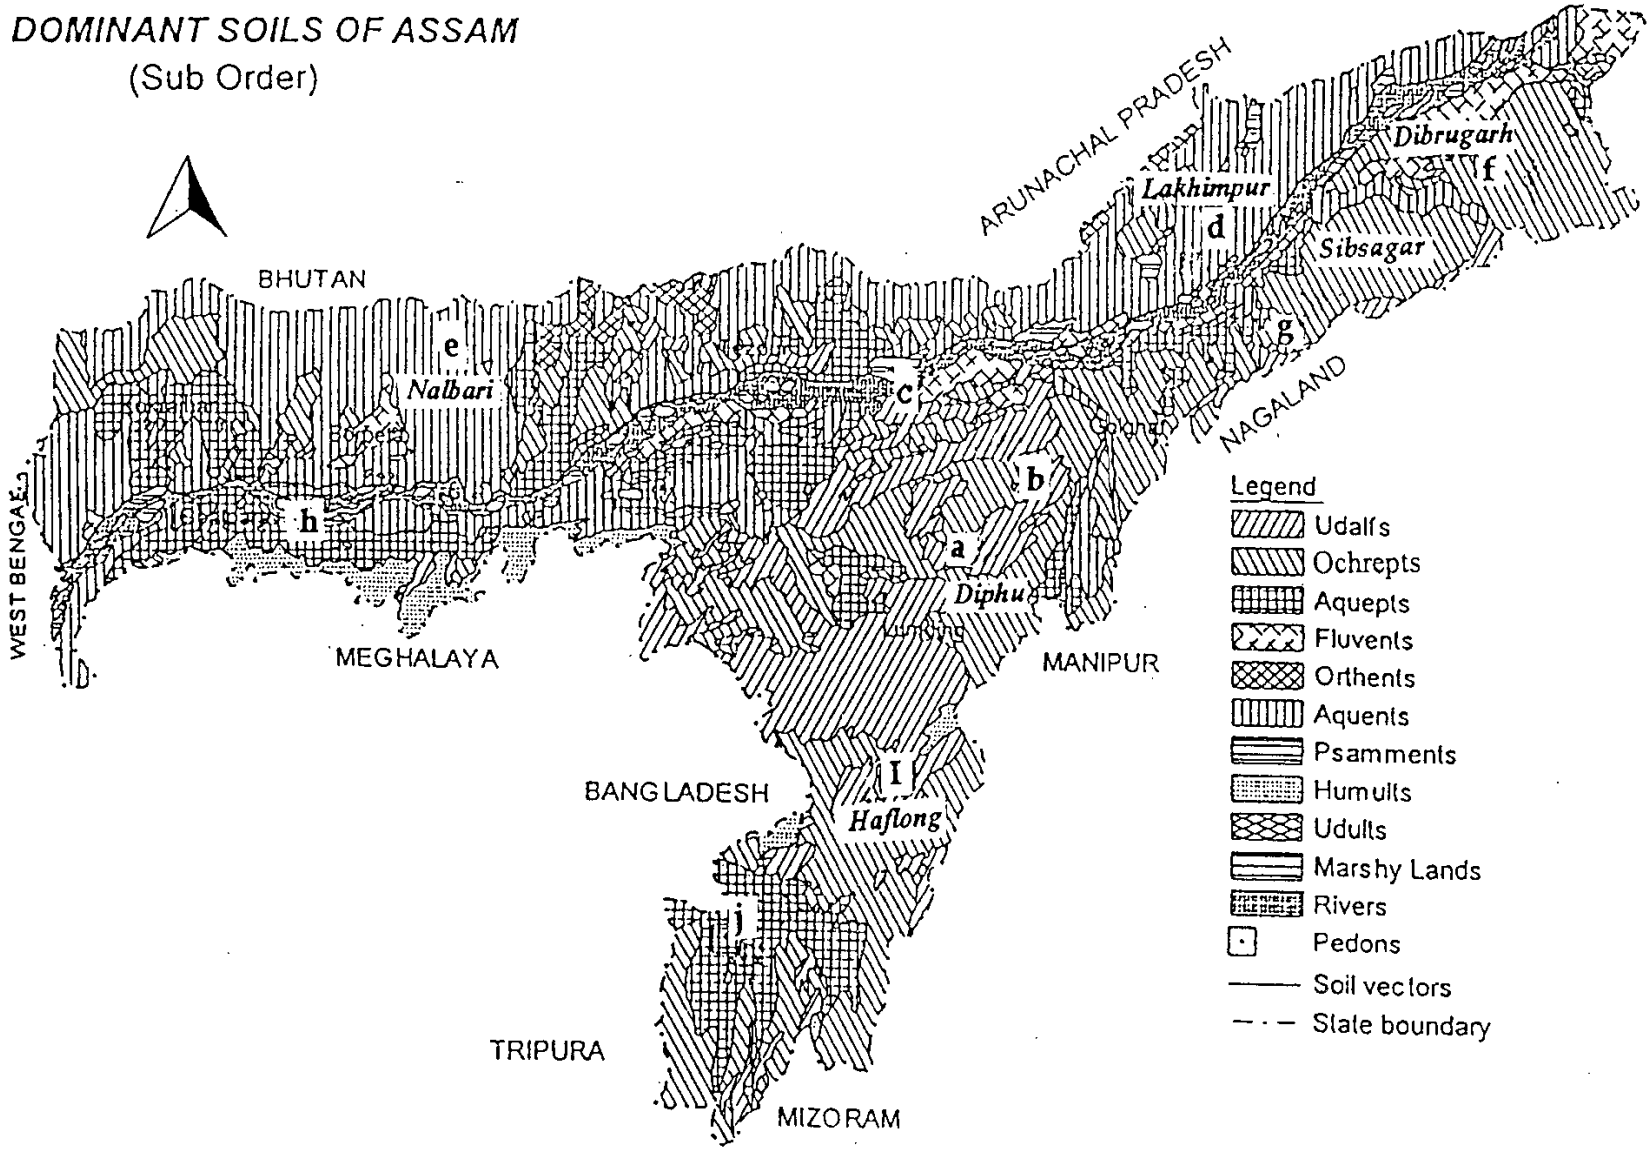 DOMINANT SOILS OF ASSAM
(Sub Order)
ARUNACHAL PRADESH
Dibrugarh
f
Lakhimpur
d
Sibsagar
BHUTAN
e
Nalbari
g
c
NAGALAND
b
h
a
Diphu
WEST BENGAL
MEGHALAYA
MANIPUR
I
BANGLADESH
Haflong
j
TRIPURA
MIZORAM
Legend
Udalfs
Ochrepts
Aquepts
Fluvents
Orthents
Aquents
Psamments
Humults
Udults
Marshy Lands
Rivers
Pedons
Soil vectors
State boundary